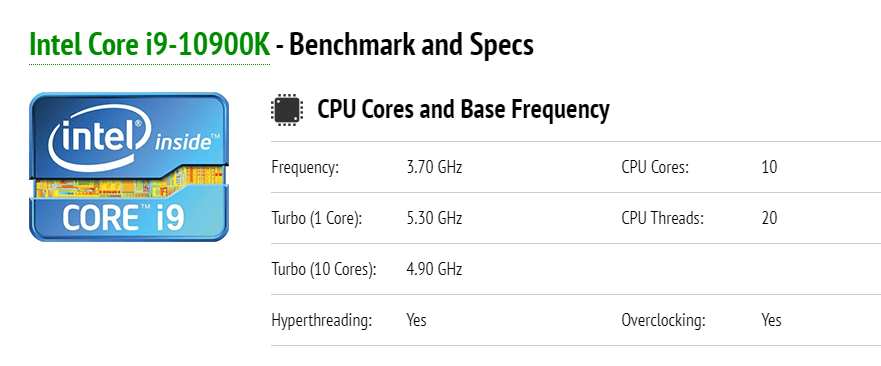 Intel Core i9-10900K - Benchmark and Specs
intel® inside™
CORE™ i9
CPU Cores and Base Frequency
Frequency: 3.70 GHz CPU Cores: 10
Turbo (1 Core): 5.30 GHz CPU Threads: 20
Turbo (10 Cores): 4.90 GHz
Hyperthreading: Yes Overclocking: Yes